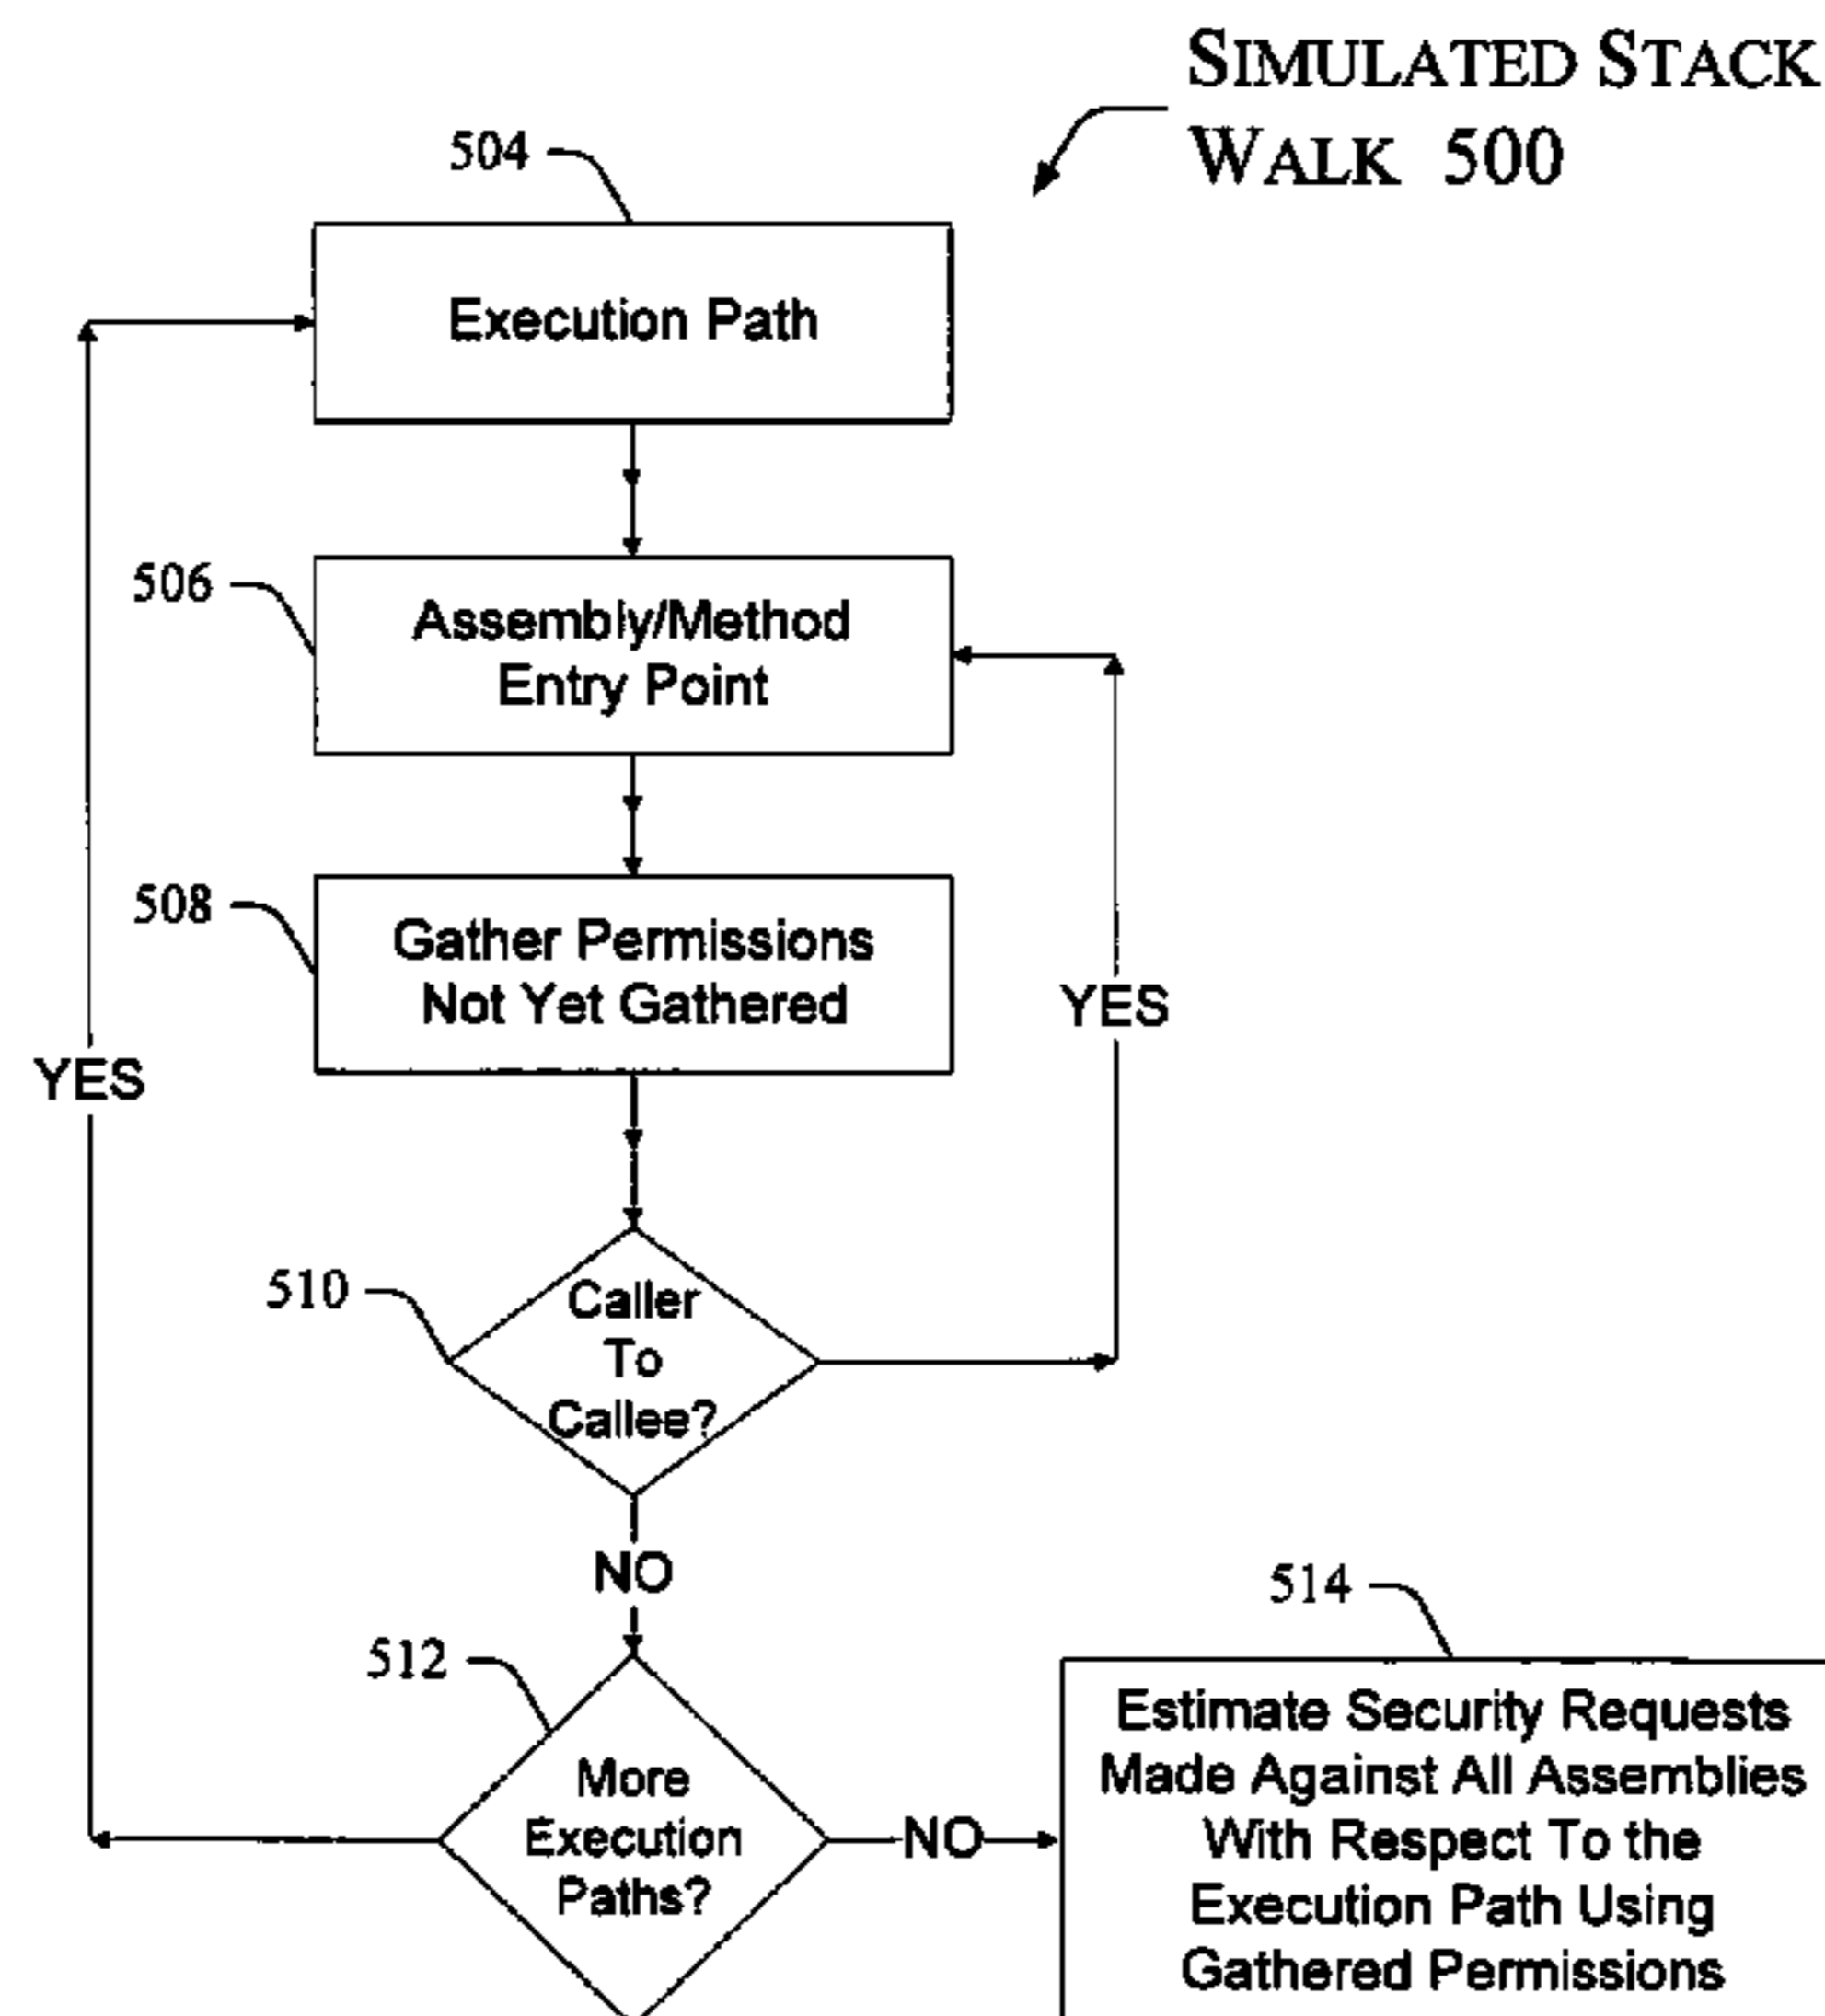 SIMULATED STACK
WALK 500
504
Execution Path
506
Assembly/Method
Entry Point
508
Gather Permissions
Not Yet Gathered
YES
YES
510
Caller
To
Callee?
NO
512
More
Execution
Paths?
NO
514
Estimate Security Requests
Made Against All Assemblies
With Respect To the
Execution Path Using
Gathered Permissions